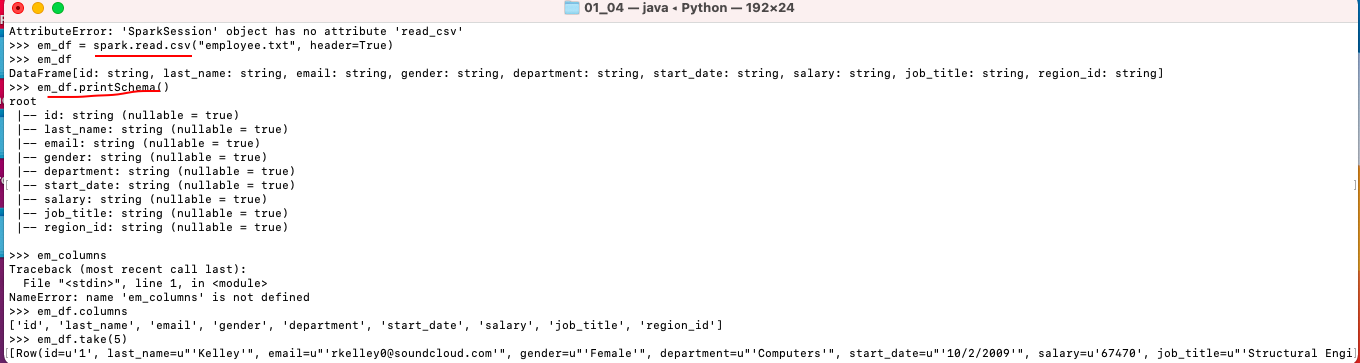 01_04 — java ◂ Python — 192×24
AttributeError: 'SparkSession' object has no attribute 'read_csv'
>>> em_df = spark.read.csv("employee.txt", header=True)
>>> em_df
DataFrame[id: string, last_name: string, email: string, gender: string, department: string, start_date: string, salary: string, job_title: string, region_id: string]
>>> em_df.printSchema()
root
 |-- id: string (nullable = true)
 |-- last_name: string (nullable = true)
 |-- email: string (nullable = true)
 |-- gender: string (nullable = true)
 |-- department: string (nullable = true)
 |-- start_date: string (nullable = true)
 |-- salary: string (nullable = true)
 |-- job_title: string (nullable = true)
 |-- region_id: string (nullable = true)
>>> em_columns
Traceback (most recent call last):
  File "<stdin>", line 1, in <module>
NameError: name 'em_columns' is not defined
>>> em_df.columns
['id', 'last_name', 'email', 'gender', 'department', 'start_date', 'salary', 'job_title', 'region_id']
>>> em_df.take(5)
[Row(id=u'1', last_name=u"'Kelley'", email=u"'rkelley0@soundcloud.com'", gender=u"'Female'", department=u"'Computers'", start_date=u"'10/2/2009'", salary=u'67470', job_title=u"'Structural Engi